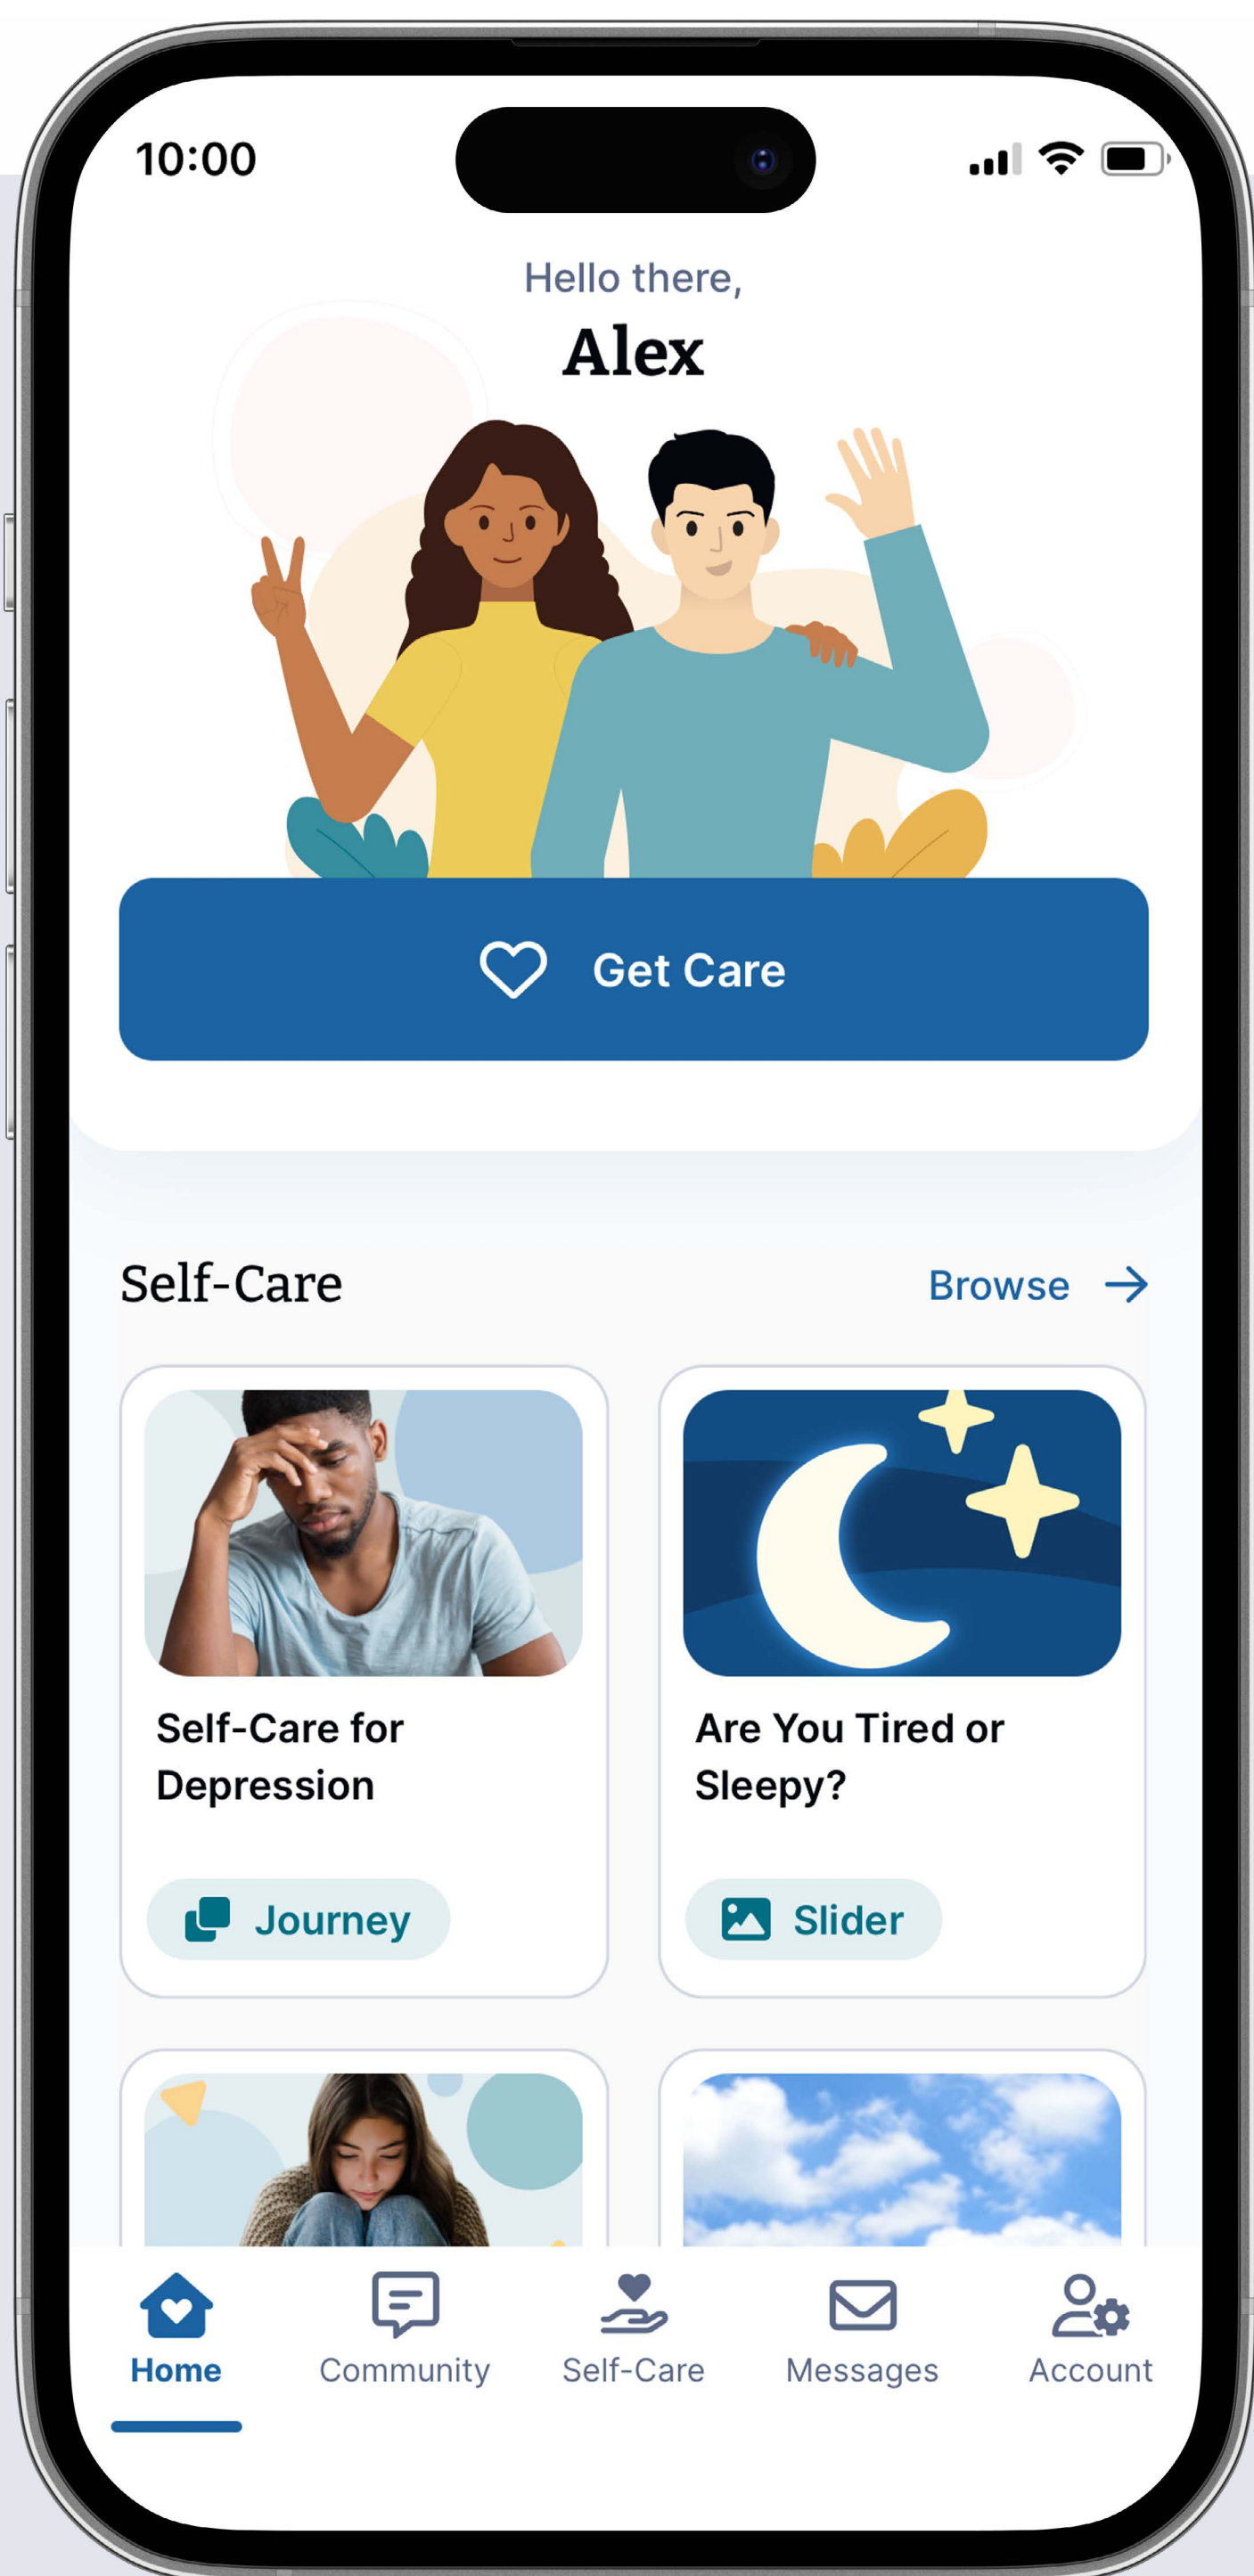 10:00
Hello there,
Alex
Get Care
Self-Care
Browse
Self-Care for
Depression
Journey
Are You Tired or
Sleepy?
Slider
Home
Community
Self-Care
Messages
Account